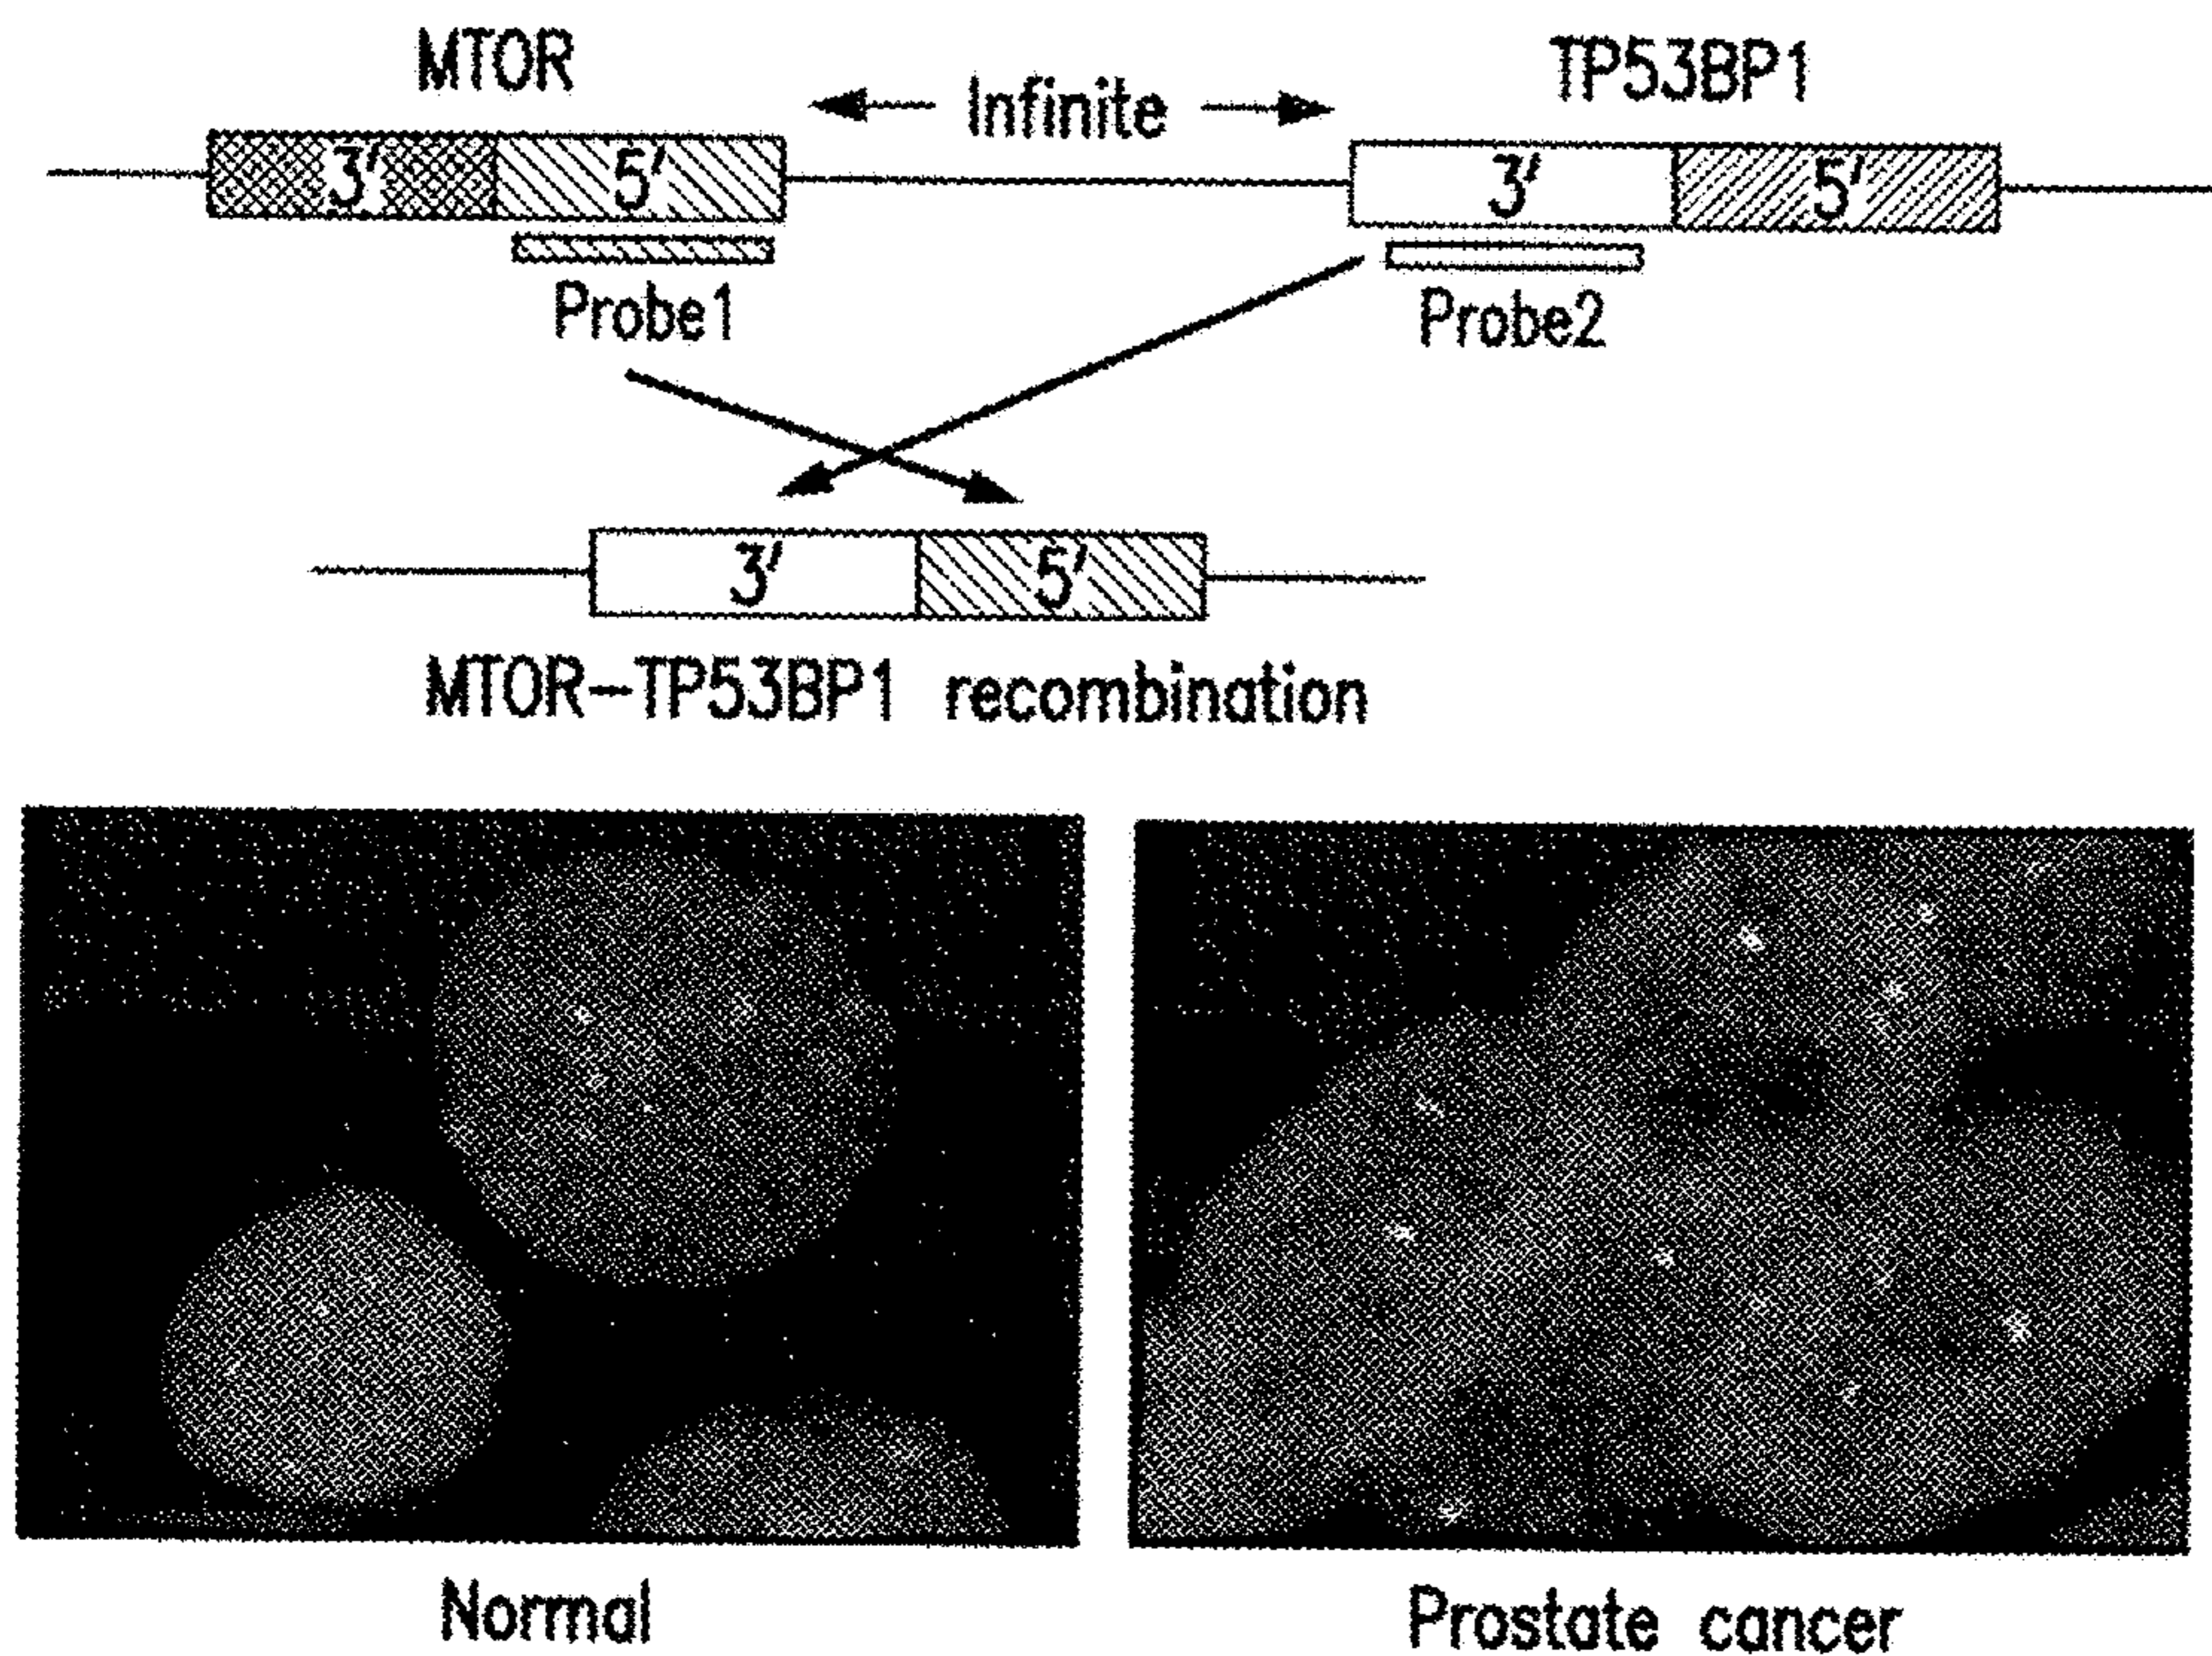 MTOR
Infinite
TP53BP1
3' 5' 3' 5'
Probe1
Probe2
3' 5'
MTOR-TP53BP1 recombination
Normal
Prostate cancer